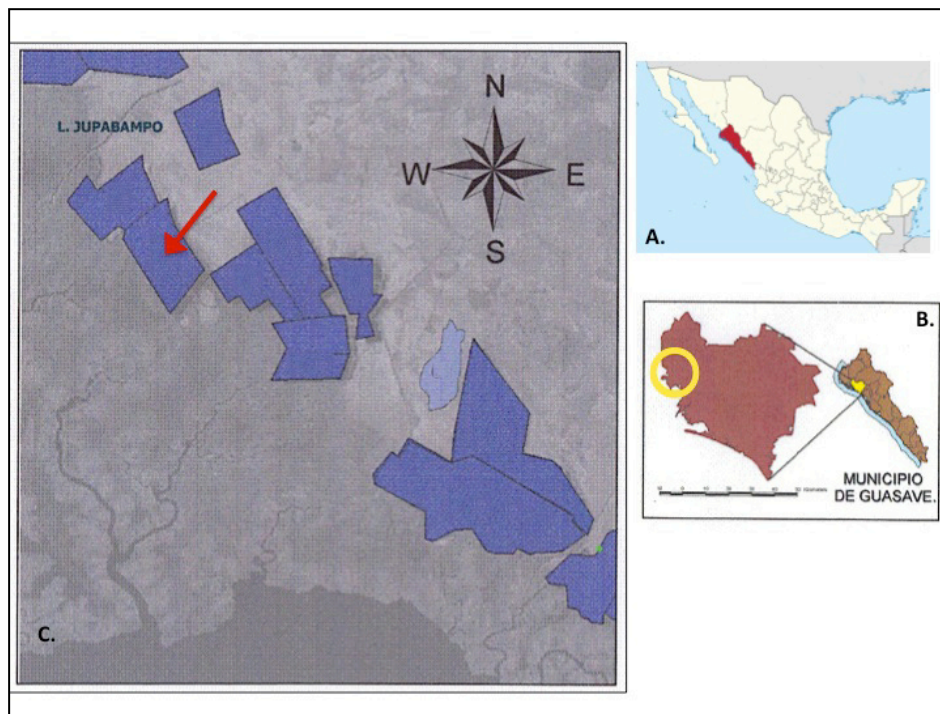 L. JUPABAMPO
N
W
E
S
C.
A.
B.
MUNICIPIO
DE GUASAVE.